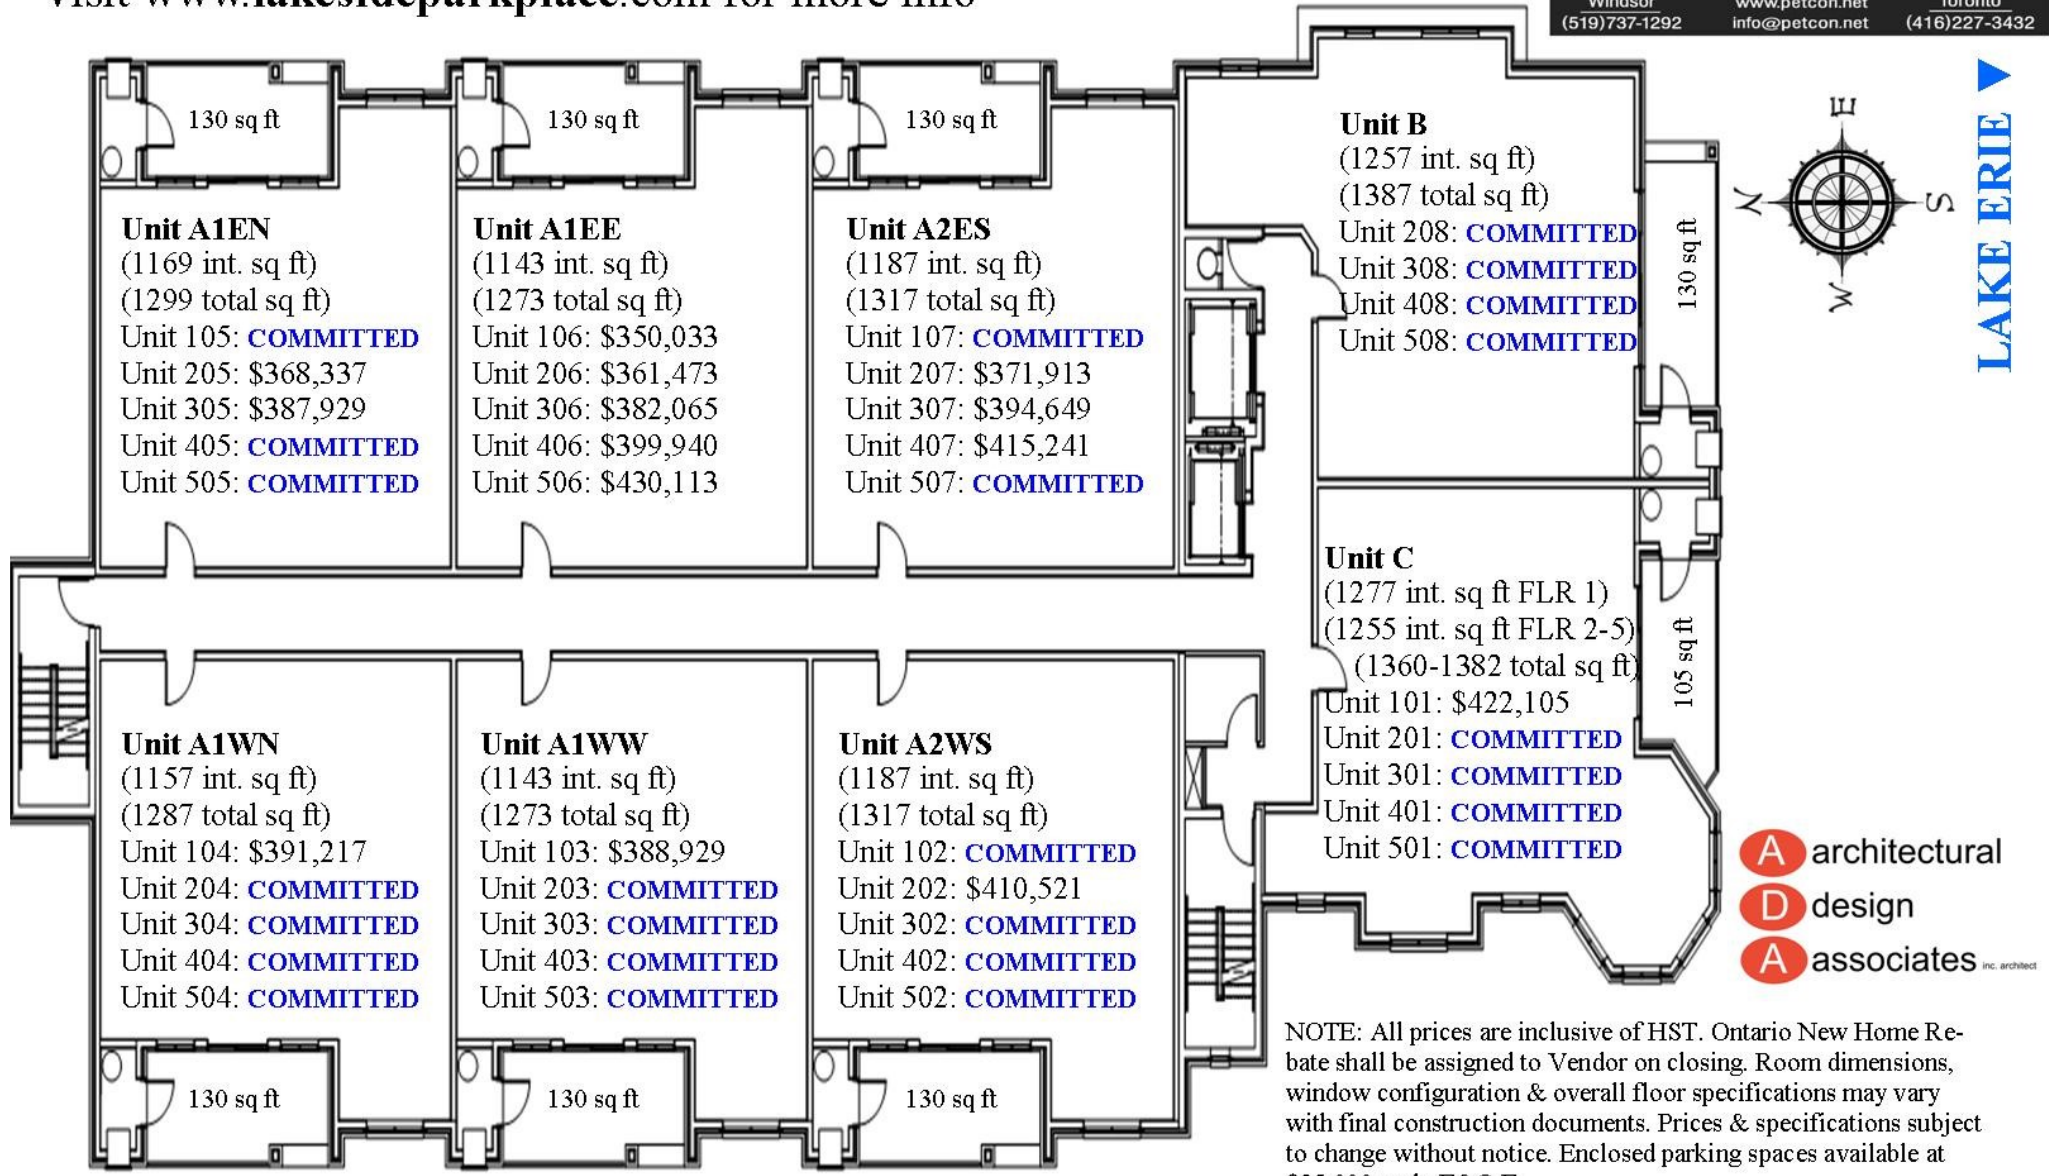 Visit www.lakesideparkplace.com for more info
Windsor
(519)737-1292
www.petcon.net
info@petcon.net
Toronto
(416)227-3432
130 sq ft
130 sq ft
130 sq ft
Unit A1EN
(1169 int. sq ft)
(1299 total sq ft)
Unit 105: COMMITTED
Unit 205: $368,337
Unit 305: $387,929
Unit 405: COMMITTED
Unit 505: COMMITTED
Unit A1EE
(1143 int. sq ft)
(1273 total sq ft)
Unit 106: $350,033
Unit 206: $361,473
Unit 306: $382,065
Unit 406: $399,940
Unit 506: $430,113
Unit A2ES
(1187 int. sq ft)
(1317 total sq ft)
Unit 107: COMMITTED
Unit 207: $371,913
Unit 307: $394,649
Unit 407: $415,241
Unit 507: COMMITTED
Unit B
(1257 int. sq ft)
(1387 total sq ft)
Unit 208: COMMITTED
Unit 308: COMMITTED
Unit 408: COMMITTED
Unit 508: COMMITTED
130 sq ft
E
N
S
W
LAKE ERIE
Unit C
(1277 int. sq ft FLR 1)
(1255 int. sq ft FLR 2-5)
(1360-1382 total sq ft)
Unit 101: $422,105
Unit 201: COMMITTED
Unit 301: COMMITTED
Unit 401: COMMITTED
Unit 501: COMMITTED
105 sq ft
Unit A1WN
(1157 int. sq ft)
(1287 total sq ft)
Unit 104: $391,217
Unit 204: COMMITTED
Unit 304: COMMITTED
Unit 404: COMMITTED
Unit 504: COMMITTED
Unit A1WW
(1143 int. sq ft)
(1273 total sq ft)
Unit 103: $388,929
Unit 203: COMMITTED
Unit 303: COMMITTED
Unit 403: COMMITTED
Unit 503: COMMITTED
Unit A2WS
(1187 int. sq ft)
(1317 total sq ft)
Unit 102: COMMITTED
Unit 202: $410,521
Unit 302: COMMITTED
Unit 402: COMMITTED
Unit 502: COMMITTED
130 sq ft
130 sq ft
130 sq ft
A architectural
D design
A associates inc. architect
NOTE: All prices are inclusive of HST. Ontario New Home Re-
bate shall be assigned to Vendor on closing. Room dimensions,
window configuration & overall floor specifications may vary
with final construction documents. Prices & specifications subject
to change without notice. Enclosed parking spaces available at